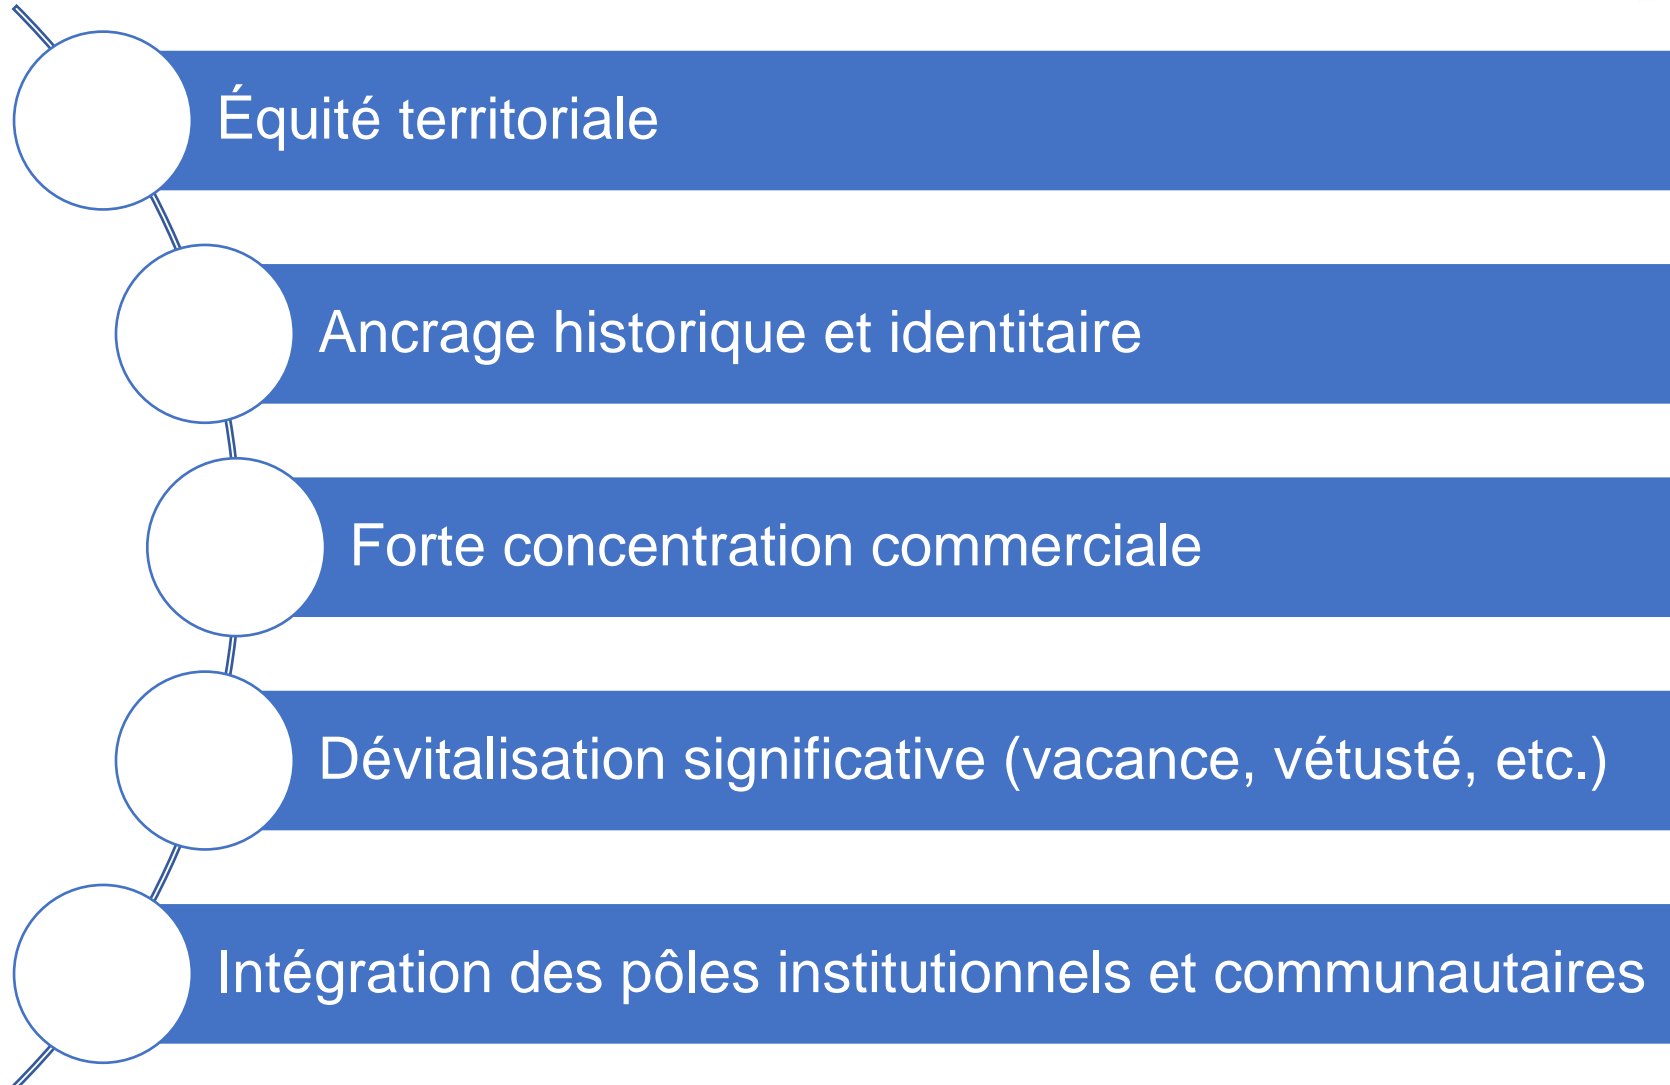 Équité territoriale
Ancrage historique et identitaire
Forte concentration commerciale
Dévitalisation significative (vacance, vétusté, etc.)
Intégration des pôles institutionnels et communautaires